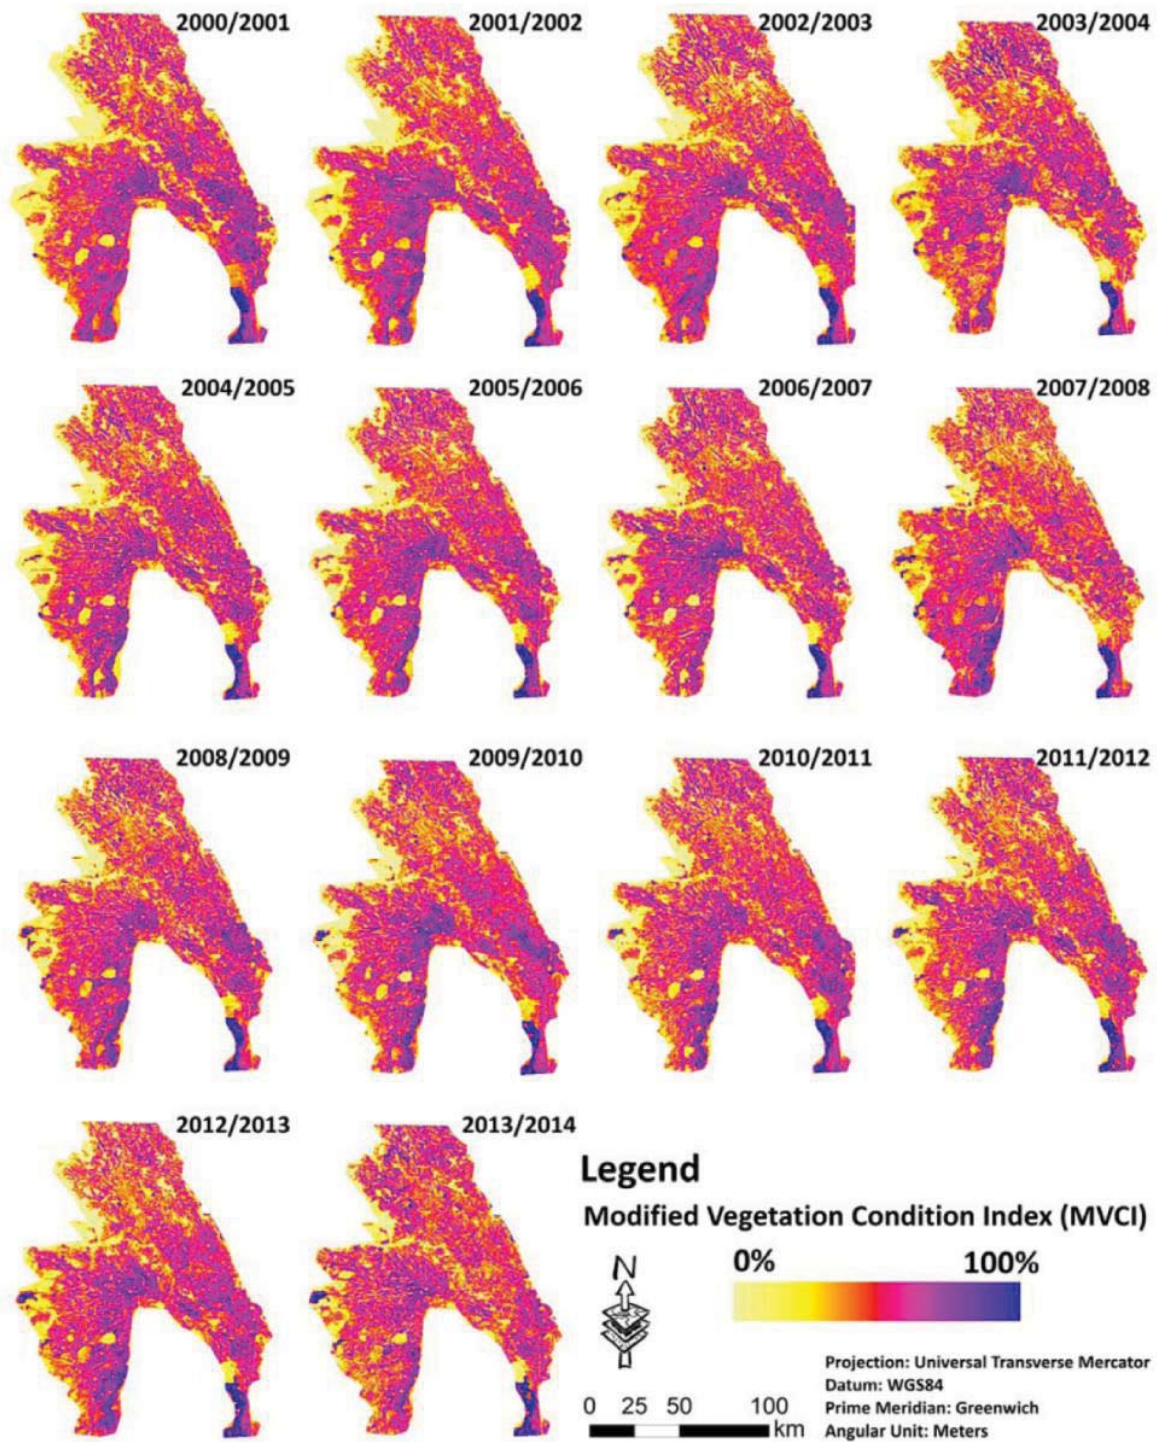 2000/2001
2001/2002
2002/2003
2003/2004
2004/2005
2005/2006
2006/2007
2007/2008
2008/2009
2009/2010
2010/2011
2011/2012
2012/2013
2013/2014
Legend
Modified Vegetation Condition Index (MVCI)
0% 100%
N
Projection: Universal Transverse Mercator
Datum: WGS84
Prime Meridian: Greenwich
Angular Unit: Meters
0 25 50 100
km